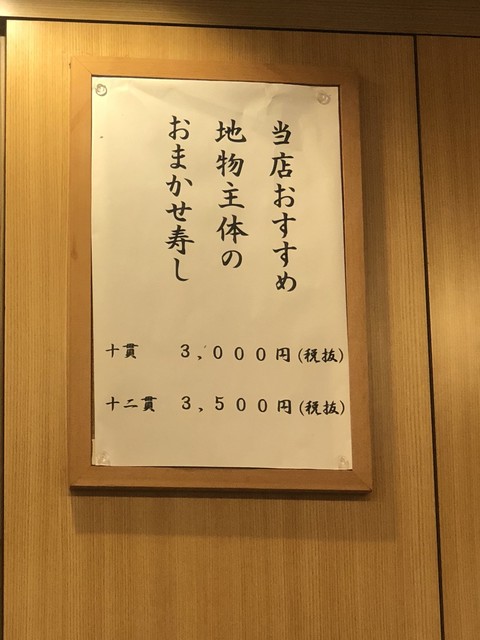 当店おすすめ
地物主体の
おまかせ寿し
十貫　３,０００円(税抜)
十二貫　３,５００円(税抜)